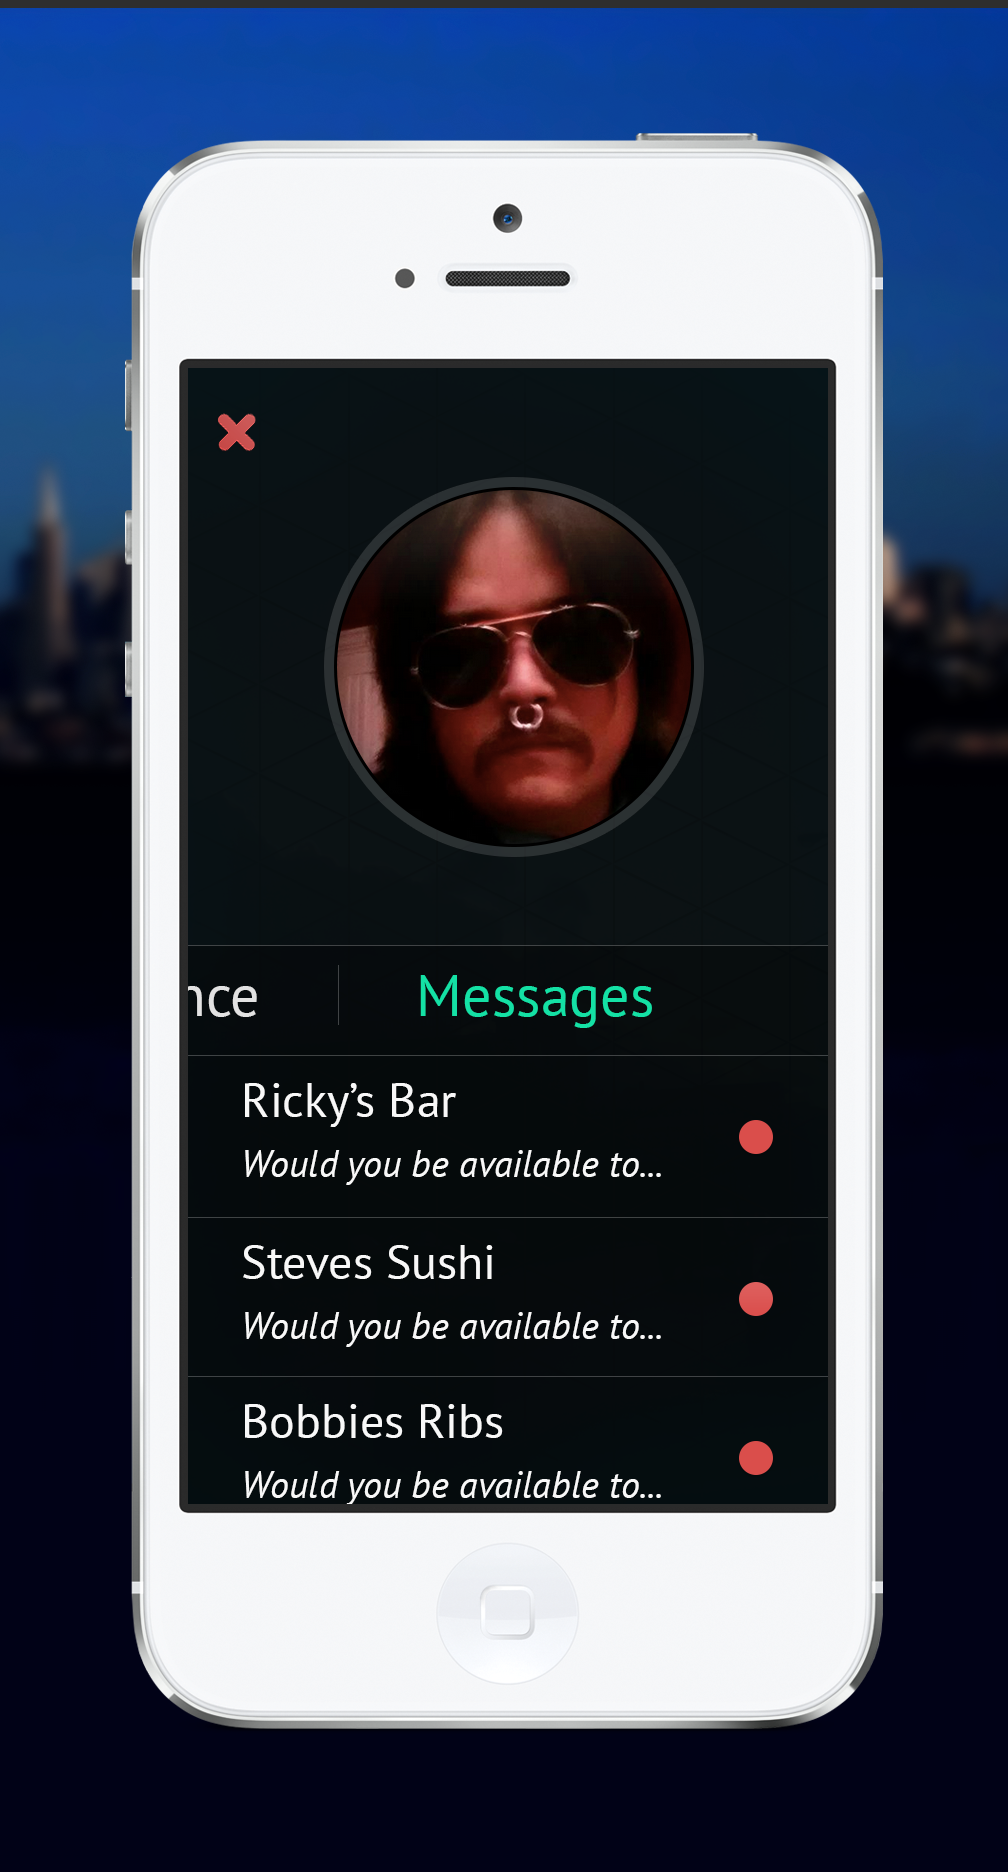 nce
Messages
Ricky’s Bar
Would you be available to...
Steves Sushi
Would you be available to...
Bobbies Ribs
Would you be available to...